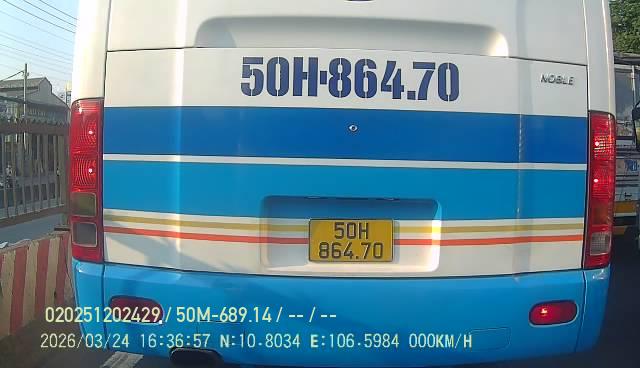 50H-864.70
NOBLE
50H
864.70
020251202429 / 50M-689.14 / -- / --
2026/03/24 16:36:57 N:10.8034 E:106.5984 000KM/H